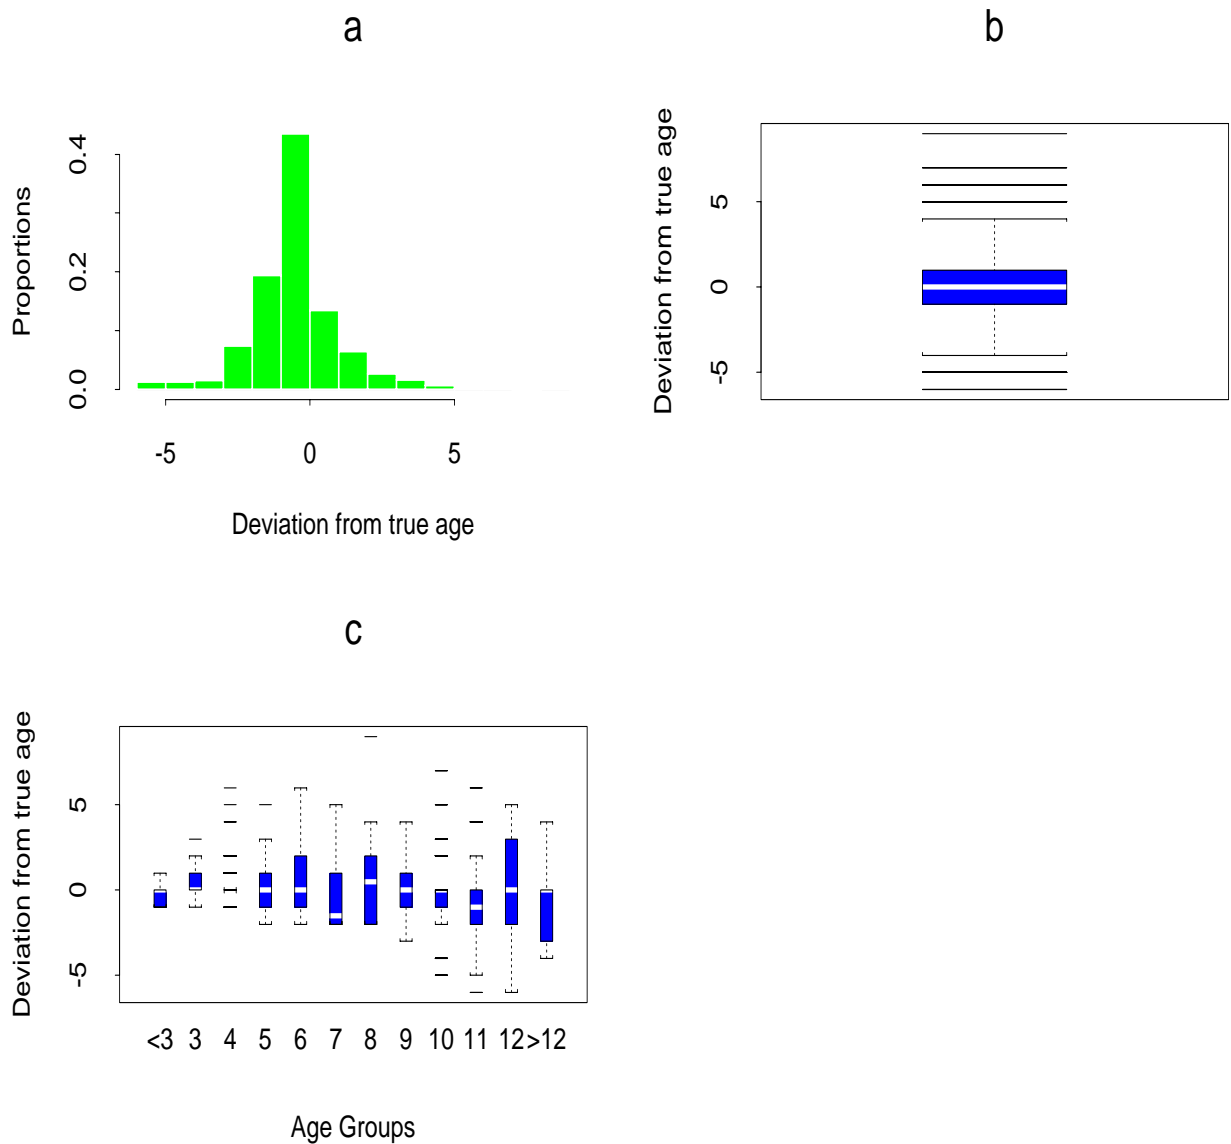 a
Proportions
0.4
0.2
0.0
-5 0 5
Deviation from true age
b
Deviation from true age
5
0
-5
c
Deviation from true age
5
0
-5
<3 3 4 5 6 7 8 9 10 11 12 >12
Age Groups